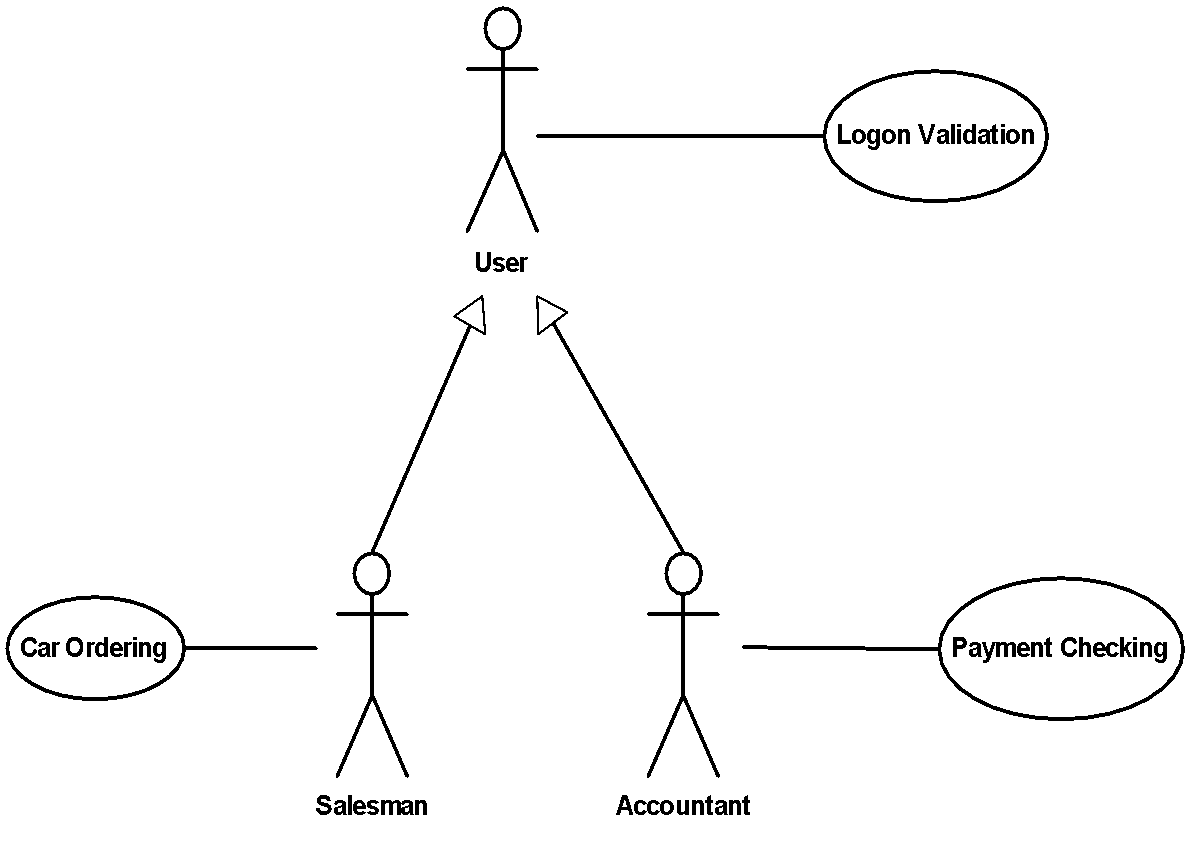 Logon Validation
User
Car Ordering
Payment Checking
Salesman
Accountant